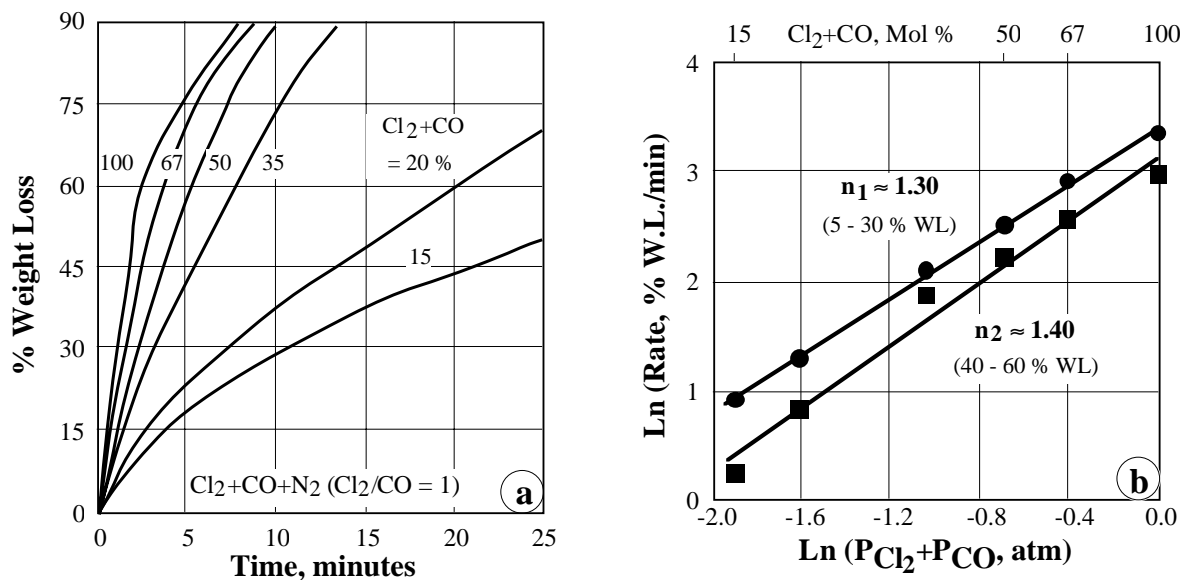 90
75
60
45
30
15
0
% Weight Loss
Cl2+CO
= 20 %
100 67 50 35
15
Cl2+CO+N2 (Cl2/CO = 1)
a
0 5 10 15 20 25
Time, minutes
15 Cl2+CO, Mol % 50 67 100
4
3
2
1
0
Ln (Rate, % W.L./min)
n1 ≈ 1.30
(5 - 30 % WL)
n2 ≈ 1.40
(40 - 60 % WL)
b
-2.0 -1.6 -1.2 -0.8 -0.4 0.0
Ln (PCl2+PCO, atm)